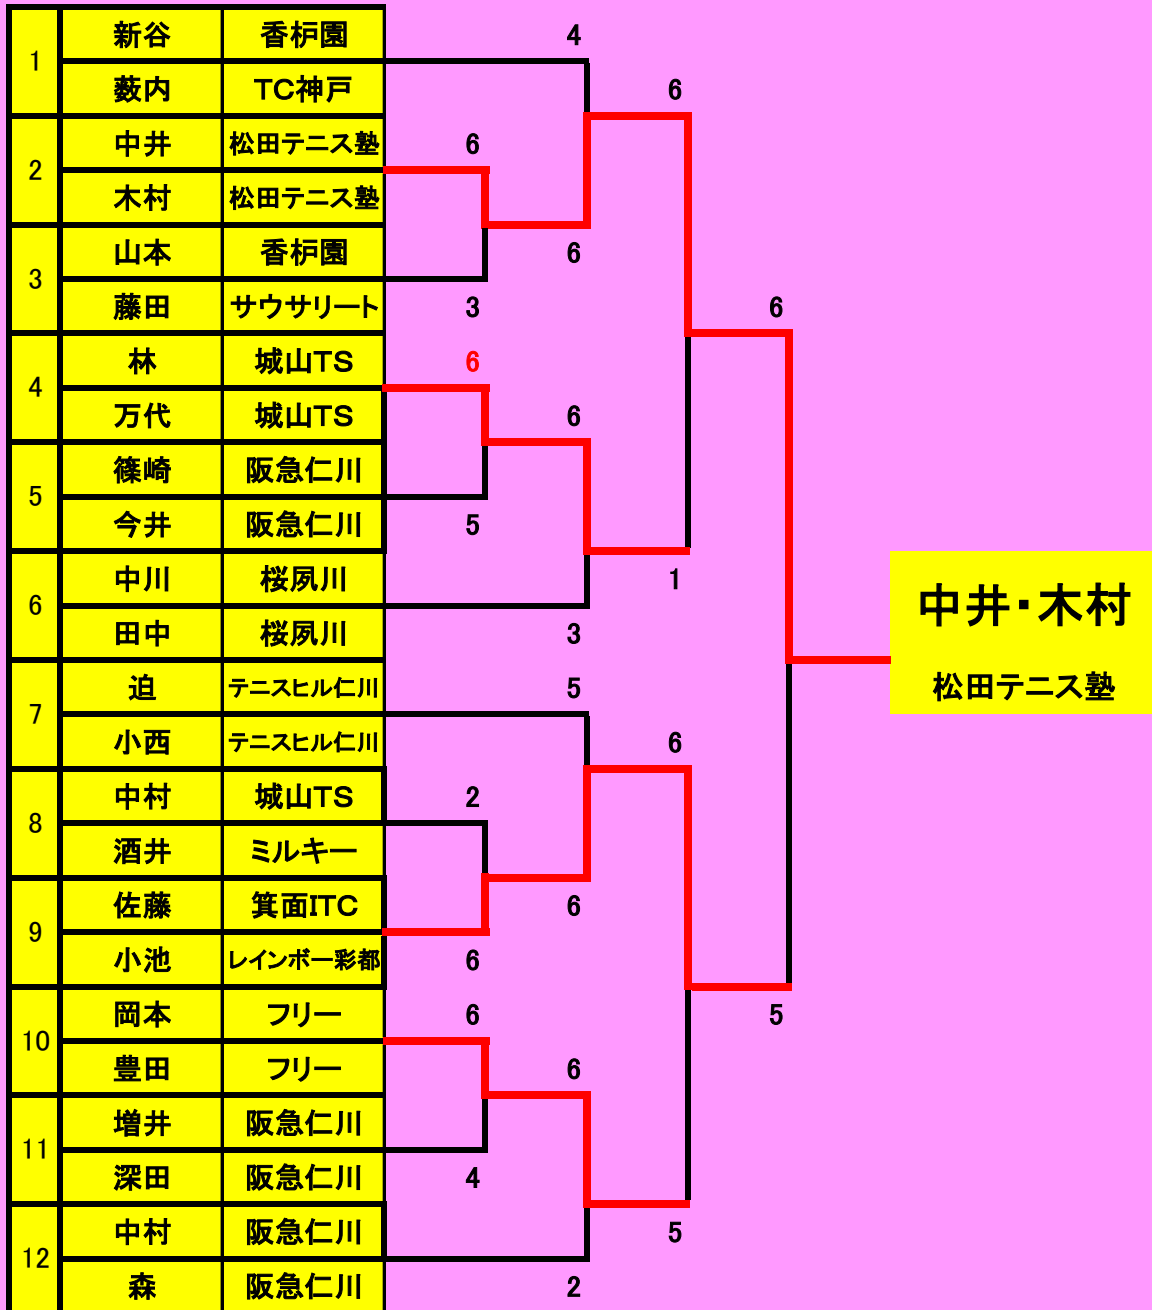 1
新谷 香枦園
薮内 TC神戸
2
中井 松田テニス塾
木村 松田テニス塾
3
山本 香枦園
藤田 サウサリート
4
林 城山TS
万代 城山TS
5
篠崎 阪急仁川
今井 阪急仁川
6
中川 桜夙川
田中 桜夙川
7
迫 テニスヒル仁川
小西 テニスヒル仁川
8
中村 城山TS
酒井 ミルキー
9
佐藤 箕面ITC
小池 レインボー彩都
10
岡本 フリー
豊田 フリー
11
増井 阪急仁川
深田 阪急仁川
12
中村 阪急仁川
森 阪急仁川
6
3
6
5
2
6
6
4
4
6
6
3
5
6
6
2
6
1
6
5
6
5
中井・木村
松田テニス塾